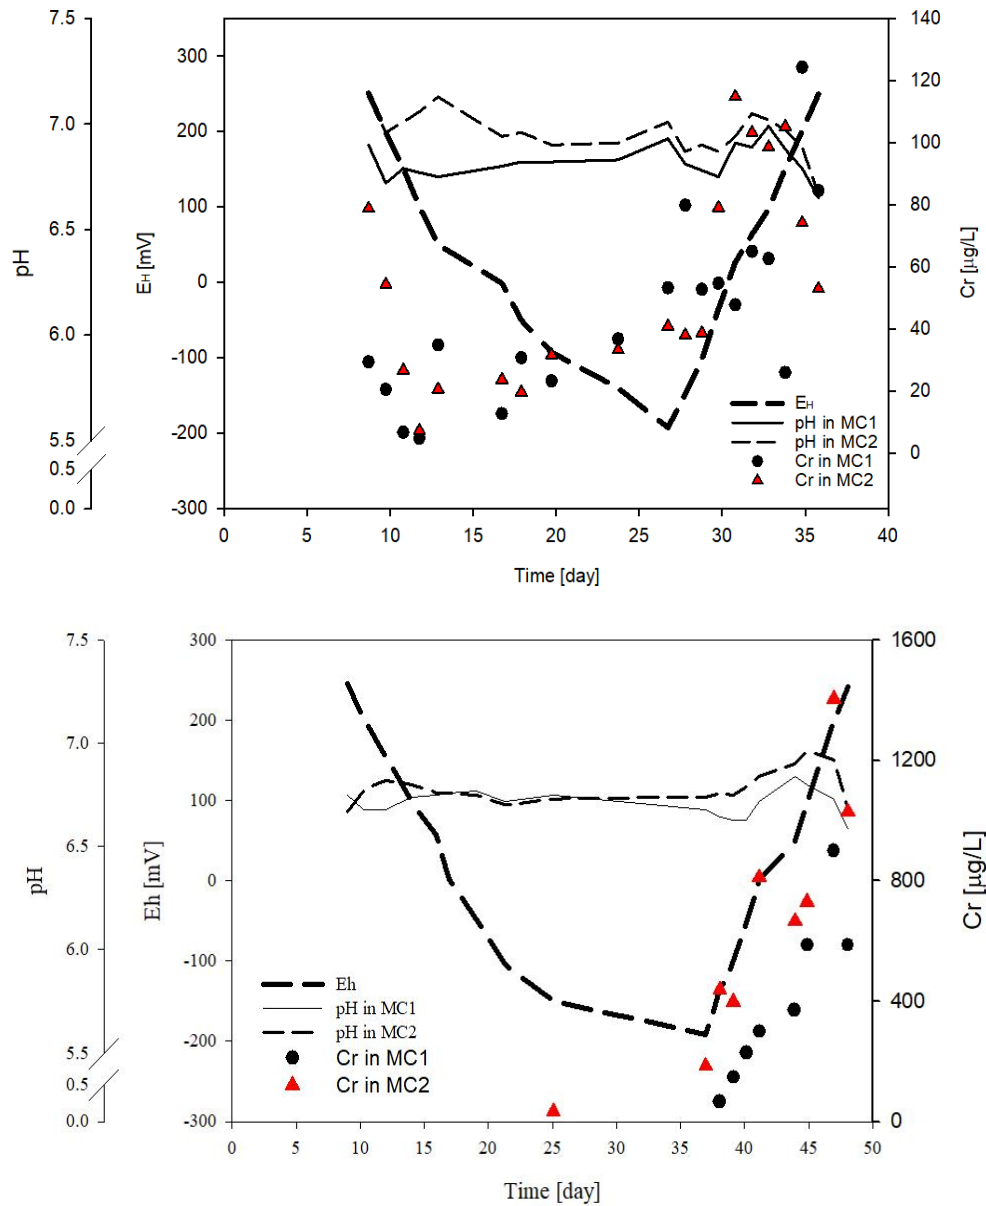 7.5
7.0
6.5
6.0
5.5
0.5
0.0
pH
300
200
100
0
-100
-200
-300
EH [mV]
140
120
100
80
60
40
20
0
Cr [µg/L]
EH
pH in MC1
pH in MC2
Cr in MC1
Cr in MC2
0 5 10 15 20 25 30 35 40
Time [day]
7.5
7.0
6.5
6.0
5.5
0.5
0.0
pH
300
200
100
0
-100
-200
-300
Eh [mV]
1600
1200
800
400
0
Cr [µg/L]
Eh
pH in MC1
pH in MC2
Cr in MC1
Cr in MC2
0 5 10 15 25 30 35 40 45 50
Time [day]